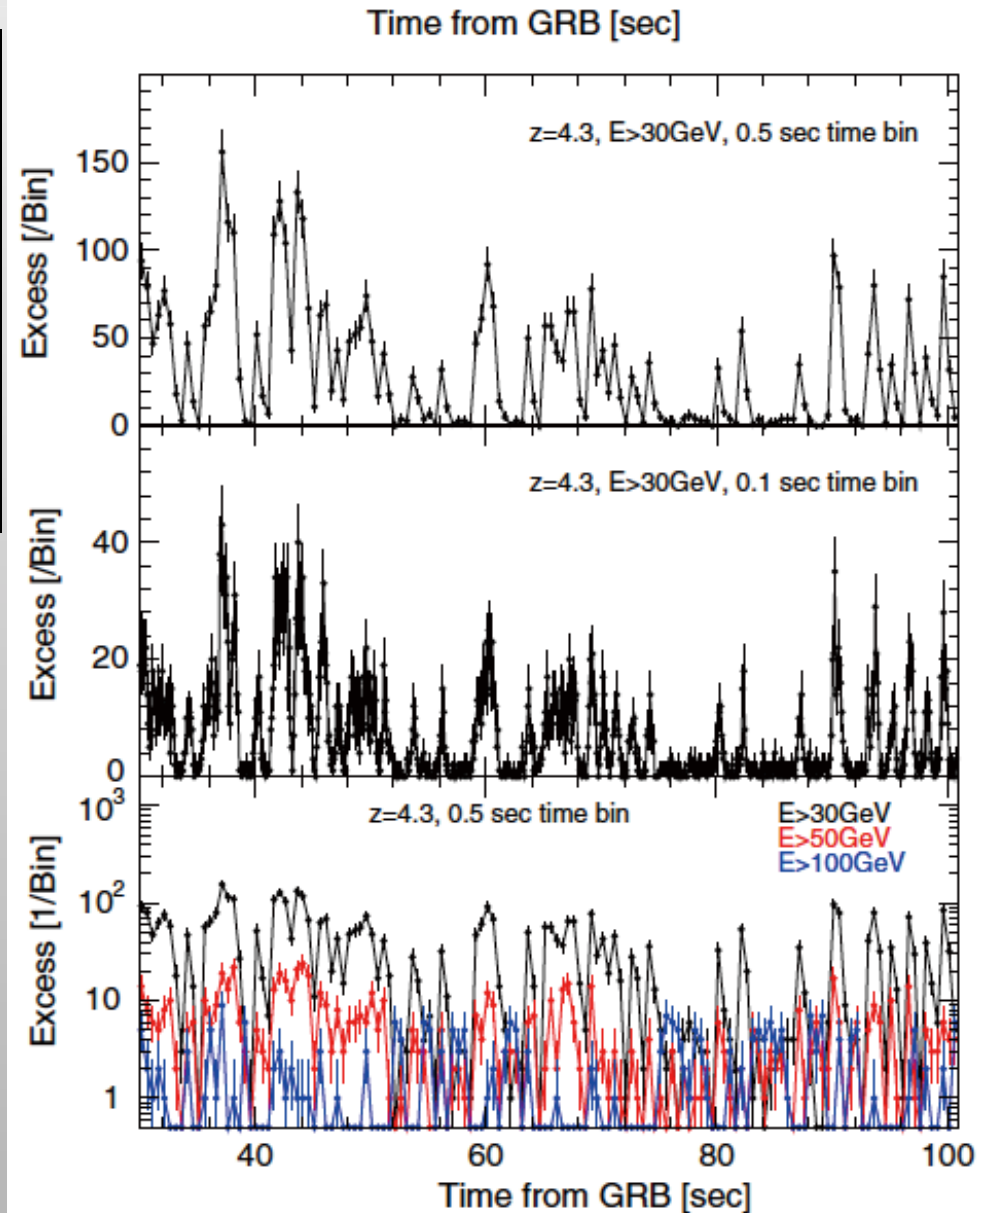 Time from GRB [sec]
z=4.3, E>30GeV, 0.5 sec time bin
Excess [/Bin]
150
100
50
0
z=4.3, E>30GeV, 0.1 sec time bin
Excess [/Bin]
40
20
0
z=4.3, 0.5 sec time bin
E>30GeV
E>50GeV
E>100GeV
Excess [1/Bin]
10³
10²
10
1
40 60 80 100
Time from GRB [sec]